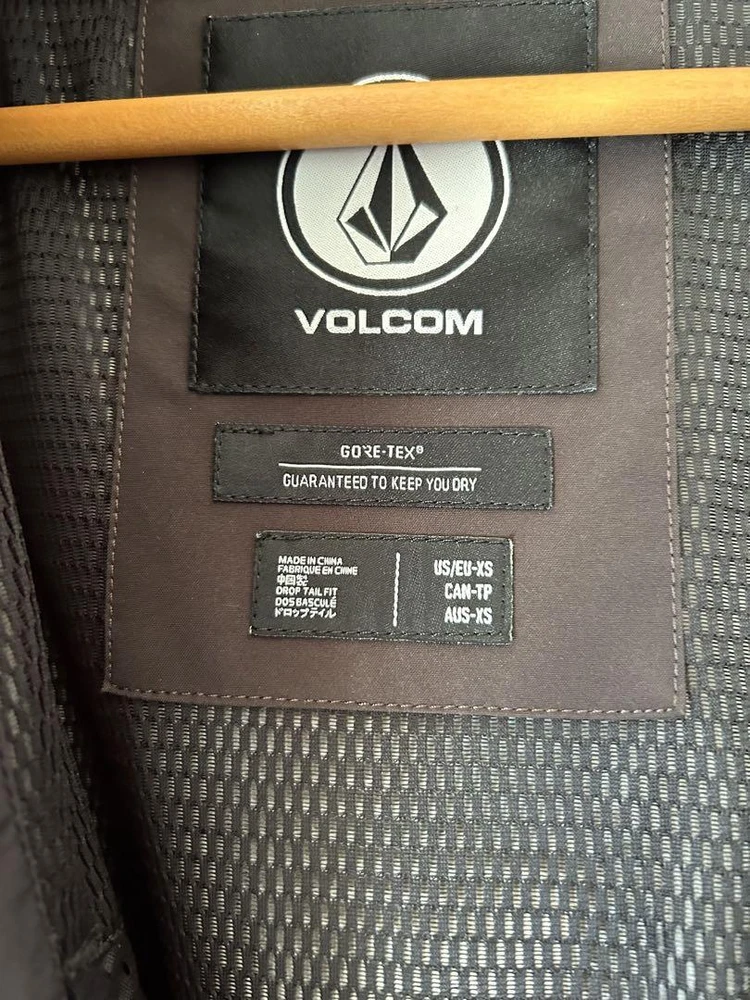 VOLCOM
GORE-TEX®
GUARANTEED TO KEEP YOU DRY
MADE IN CHINA
FABRIQUE EN CHINE
中国製
DROP TAIL FIT
DOS BASCULÉ
ドロップテイル
US/EU-XS
CAN-TP
AUS-XS